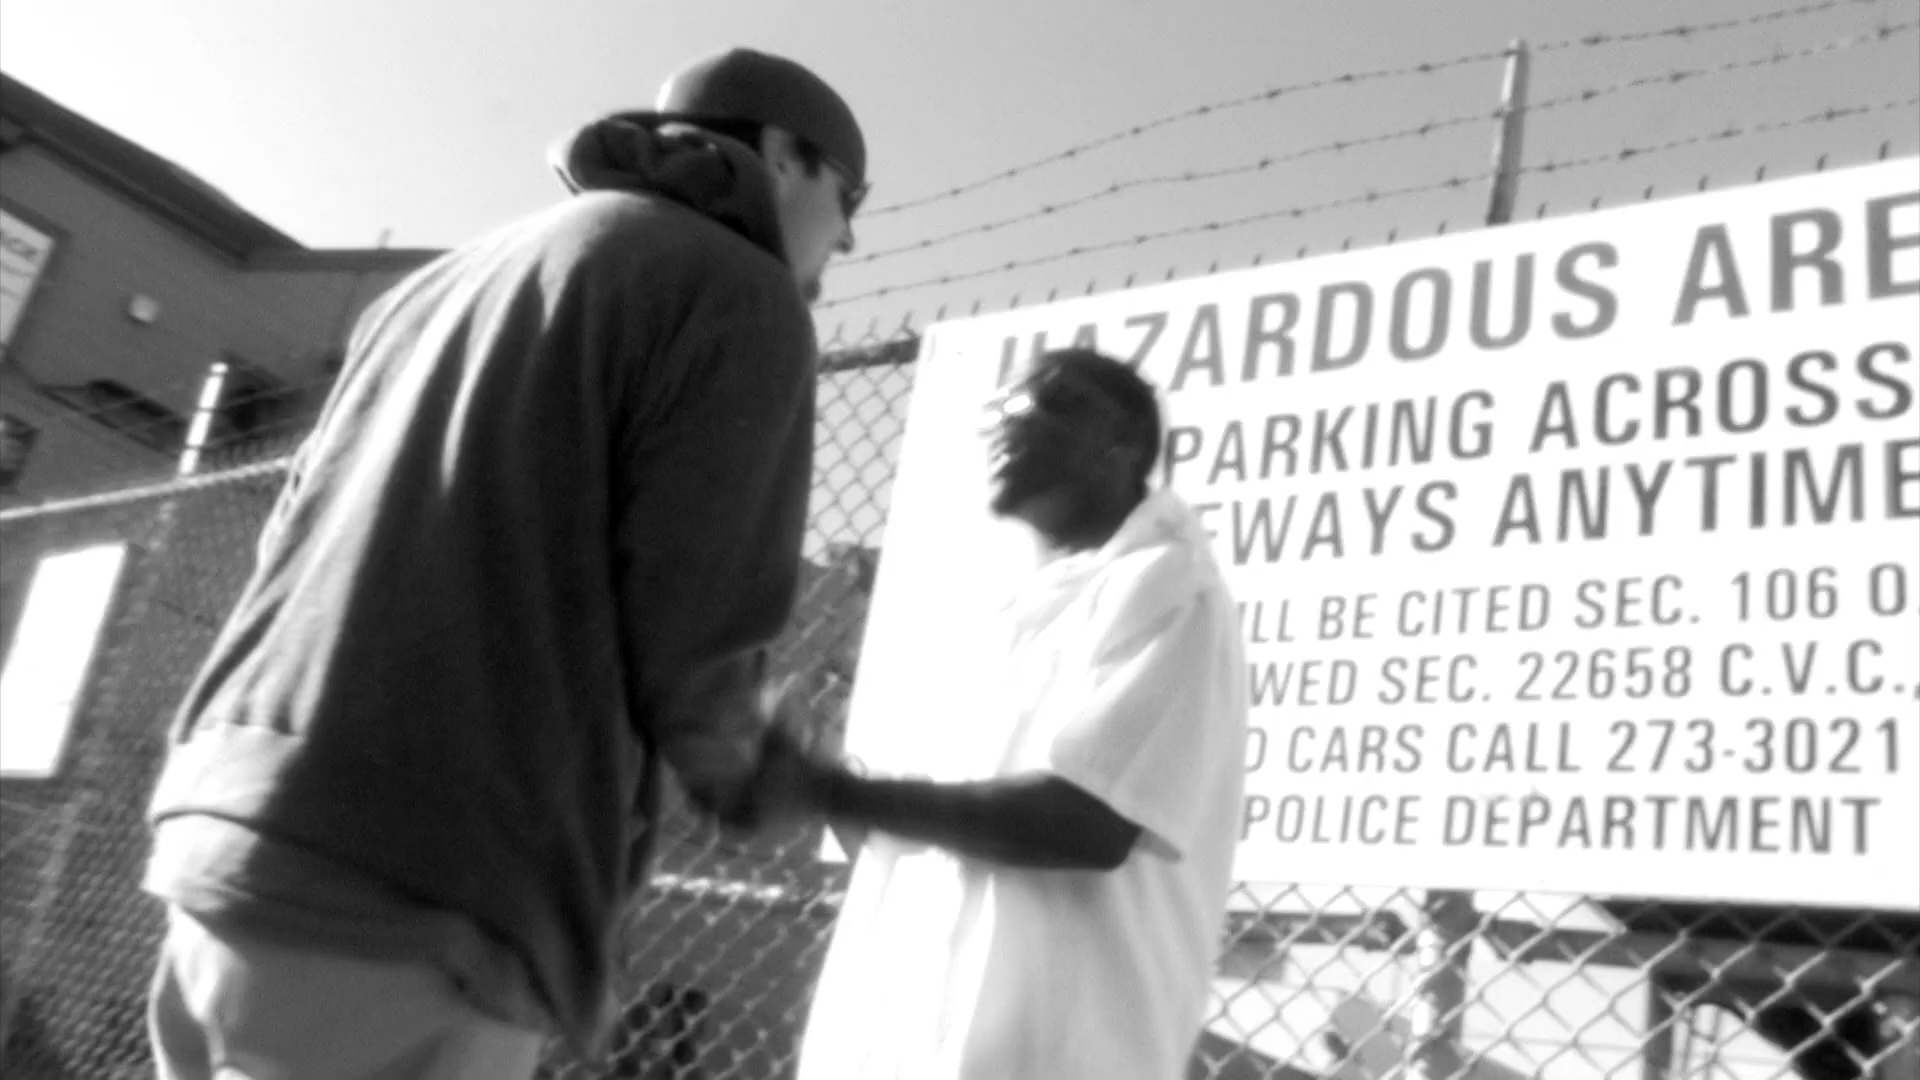 HAZARDOUS ARE
PARKING ACROSS
EWAYS ANYTIME
ILL BE CITED SEC. 106 O.
WED SEC. 22658 C.V.C.,
D CARS CALL 273-3021
POLICE DEPARTMENT